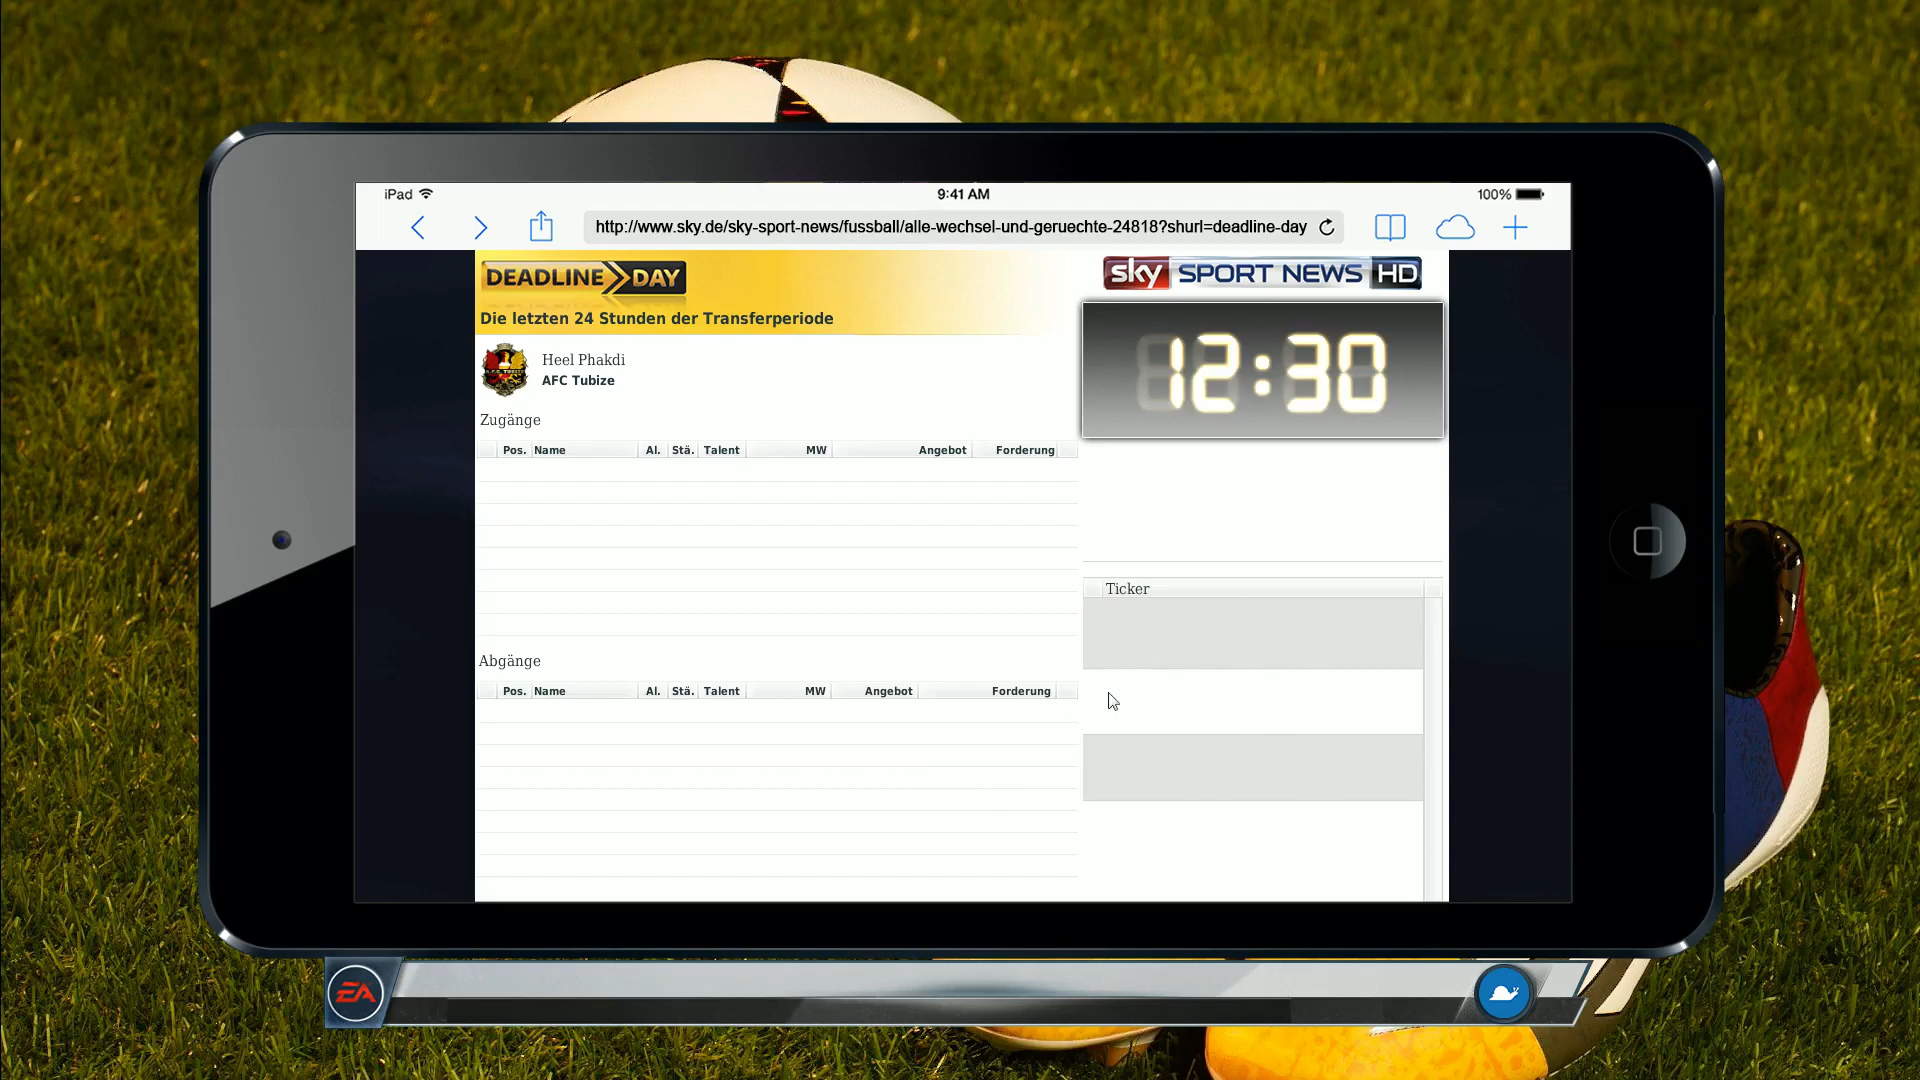 iPad
9:41 AM
100%
http://www.sky.de/sky-sport-news/fussball/alle-wechsel-und-geruechte-24818?shurl=deadline-day
DEADLINE DAY
sky SPORT NEWS HD
Die letzten 24 Stunden der Transferperiode
12:30
Heel Phakdi
AFC Tubize
Zugänge
Pos. Name Al. Stä. Talent MW Angebot Forderung
Ticker
Abgänge
Pos. Name Al. Stä. Talent MW Angebot Forderung
EA